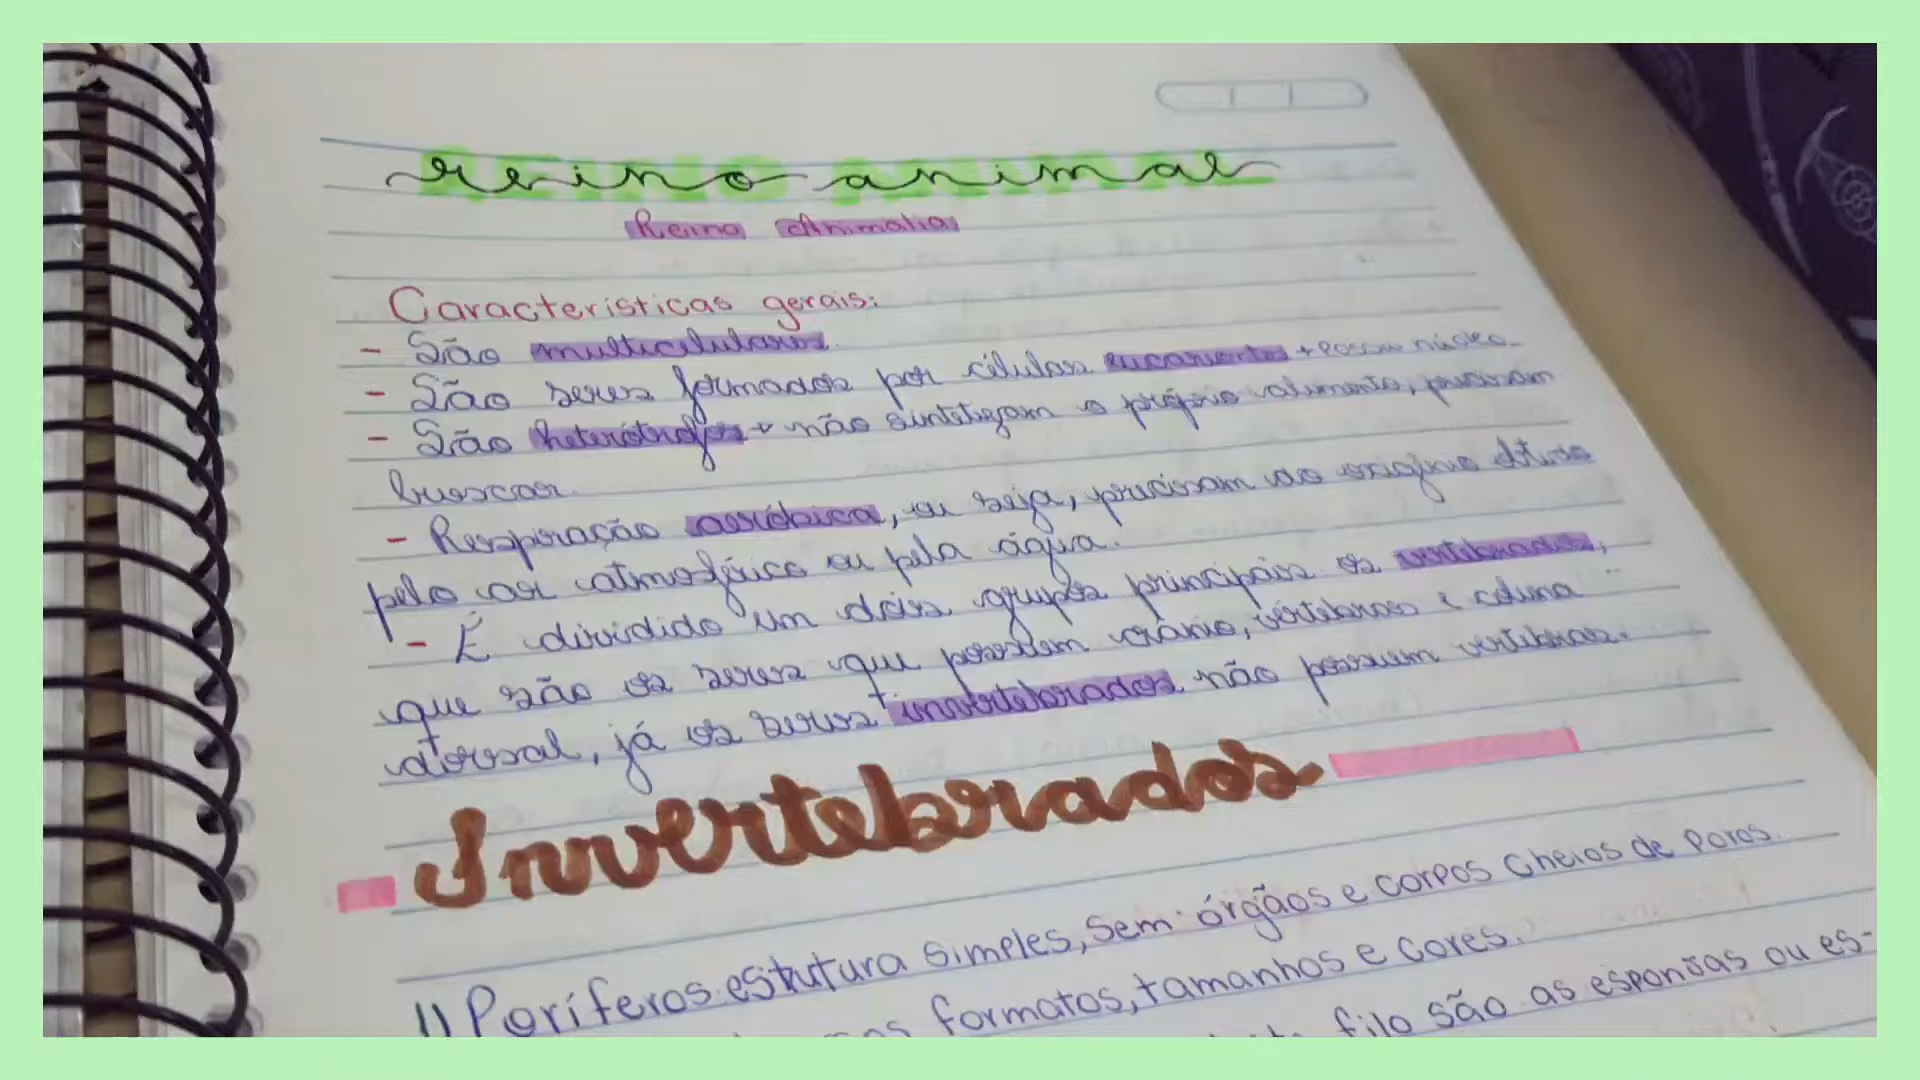 reino animal
Reino Animalia
Características gerais:
- São multicelulares.
- São seres formados por células eucariontes → possui núcleo
- São heterótrofos → não sintetizam o próprio alimento, precisam
buscar.
- Respiração aeróbica, ou seja, precisam do oxigênio obtido
pelo ar atmosférico ou pela água.
- É dividido em dois grupos principais os vertebrados,
que são os seres que possuem crânio, vértebras e coluna
dorsal, já os seres invertebrados não possuem vértebras.
Invertebrados
1) Poríferos: estrutura simples, sem órgãos e corpos cheios de poros.
formatos, tamanhos e cores.
filo são as esponjas ou es-